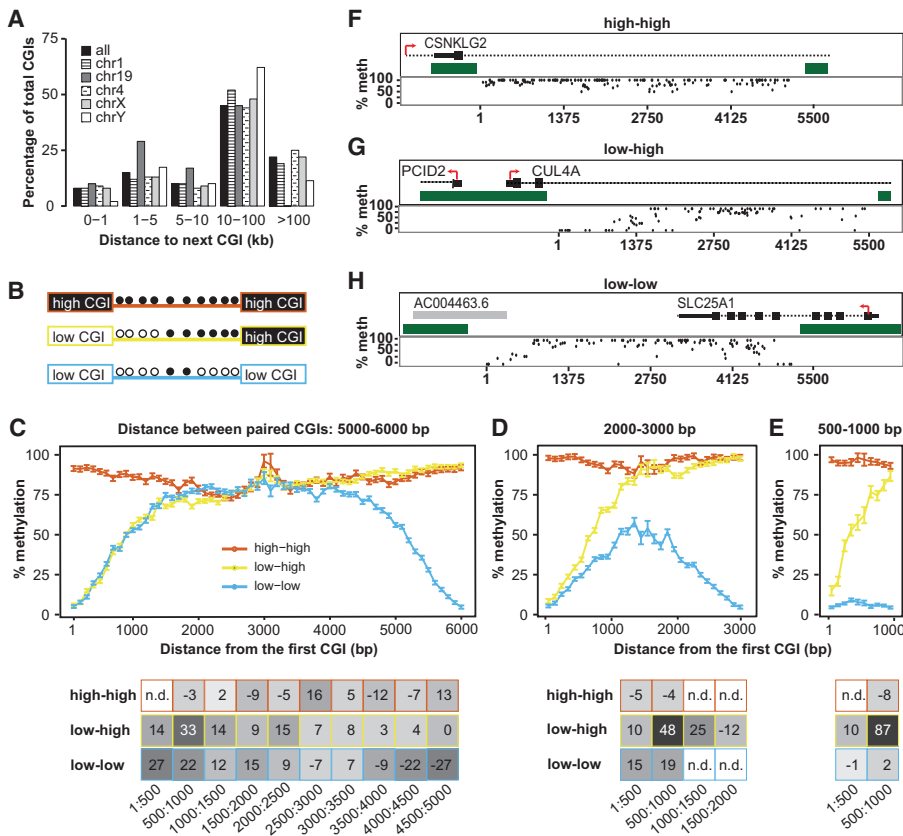 A
Percentage of total CGIs
75
50
25
0
all
chr1
chr19
chr4
chrX
chrY
0−1
1−5
5−10
10−100
>100
Distance to next CGI (kb)
B
high CGI
high CGI
low CGI
high CGI
low CGI
low CGI
F
high-high
CSNKLG2
% meth
100
50
0
1
1375
2750
4125
5500
G
low-high
PCID2
CUL4A
% meth
100
50
0
1
1375
2750
4125
5500
H
low-low
AC004463.6
SLC25A1
% meth
100
50
0
1
1375
2750
4125
5500
C
Distance between paired CGIs: 5000-6000 bp
% methylation
100
75
50
25
0
high−high
low−high
low−low
1
1000
2000
3000
4000
5000
6000
Distance from the first CGI (bp)
D
2000-3000 bp
% methylation
100
75
50
25
0
1
1000
2000
3000
Distance from the first CGI (bp)
E
500-1000 bp
% methylation
100
75
50
25
0
1
1000
high-high
n.d. -3 2 -9 -5 16 5 -12 -7 13
low-high
14 33 14 9 15 7 8 3 4 0
low-low
27 22 12 15 9 -7 7 -9 -22 -27
1:500
500:1000
1000:1500
1500:2000
2000:2500
2500:3000
3000:3500
3500:4000
4000:4500
4500:5000
high-high
-5 -4 n.d. n.d.
low-high
10 48 25 -12
low-low
15 19 n.d. n.d.
1:500
500:1000
1000:1500
1500:2000
n.d. -8
10 87
-1 2
1:500
500:1000